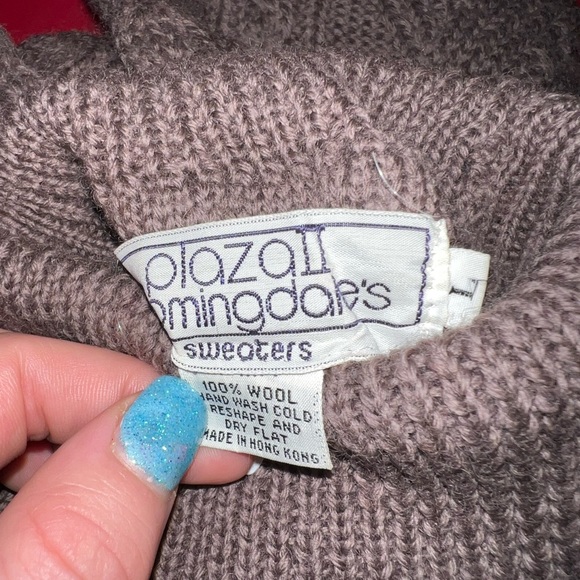 plaza II
omingdale's
sweaters
L
100% WOOL
HAND WASH COLD
RESHAPE AND
DRY FLAT
MADE IN HONG KONG